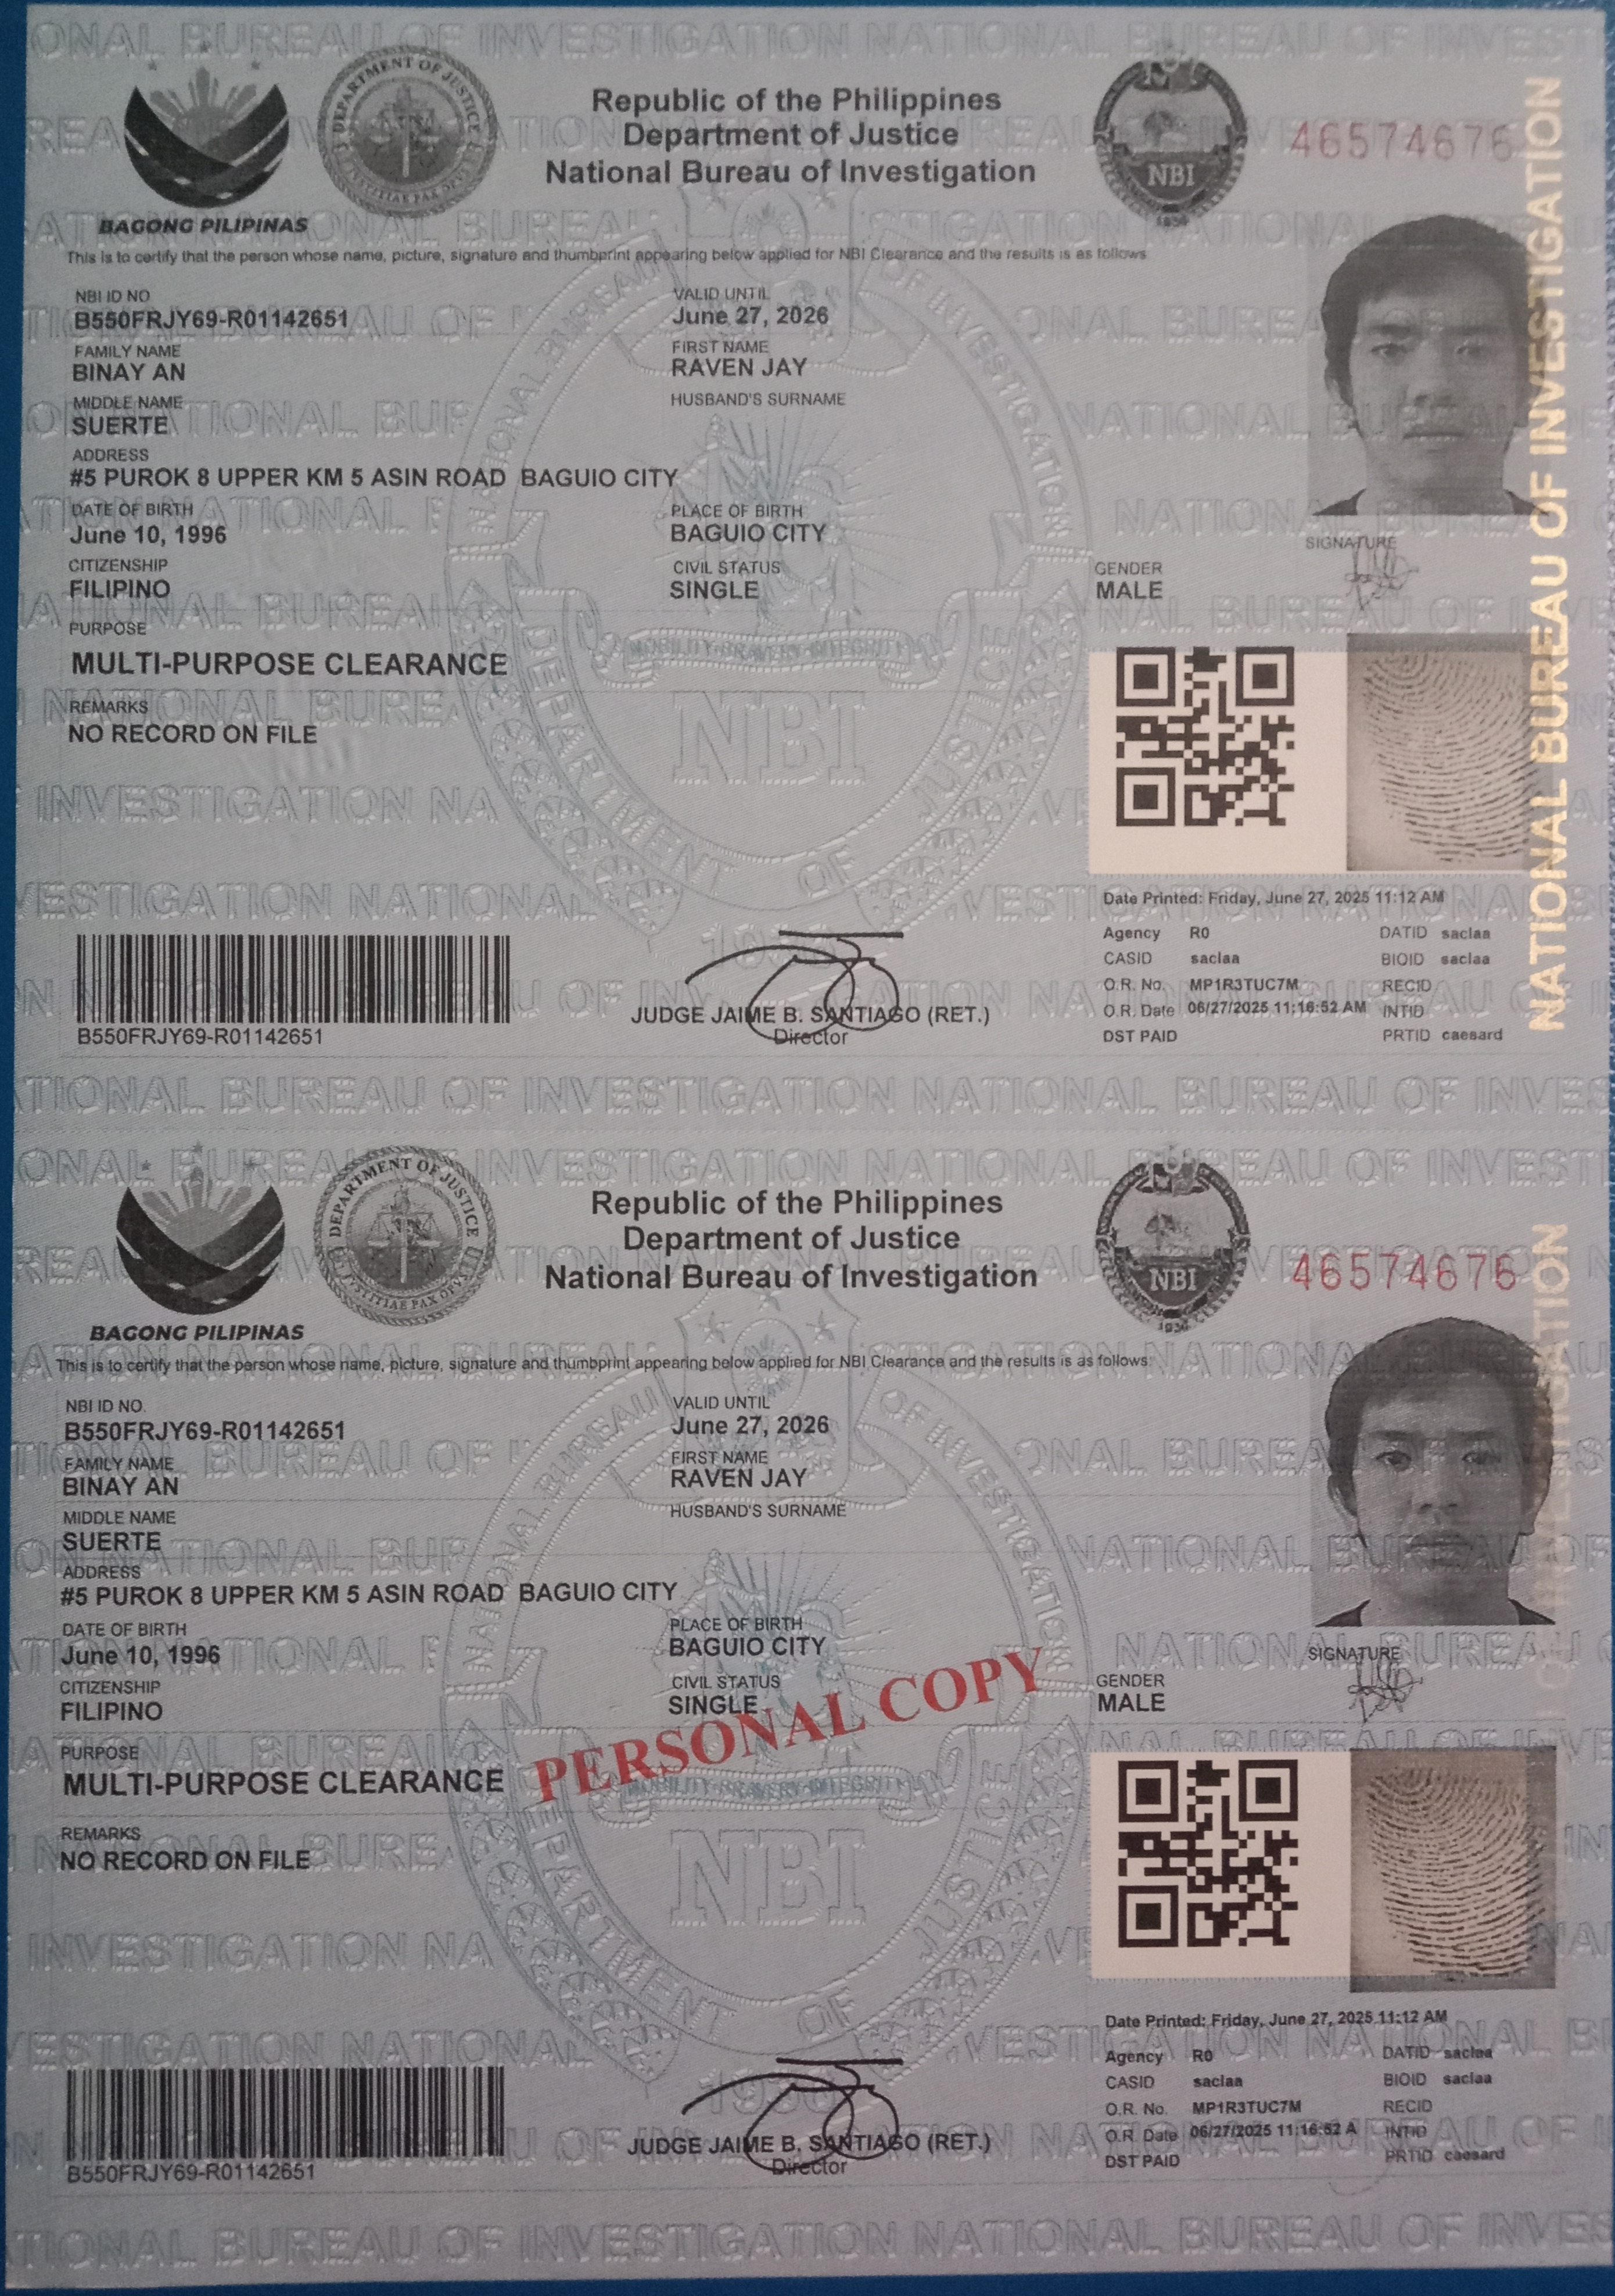 Republic of the Philippines
Department of Justice
National Bureau of Investigation
DEPARTMENT OF JUSTICE
NBI
46574676
BAGONG PILIPINAS
This is to certify that the person whose name, picture, signature and thumbprint appearing below applied for NBI Clearance and the results is as follows
NBI ID NO
B550FRJY69-R01142651
VALID UNTIL
June 27, 2026
FAMILY NAME
BINAY AN
FIRST NAME
RAVEN JAY
MIDDLE NAME
SUERTE
HUSBAND'S SURNAME
ADDRESS
#5 PUROK 8 UPPER KM 5 ASIN ROAD BAGUIO CITY
DATE OF BIRTH
June 10, 1996
PLACE OF BIRTH
BAGUIO CITY
CITIZENSHIP
FILIPINO
CIVIL STATUS
SINGLE
GENDER
MALE
SIGNATURE
PURPOSE
MULTI-PURPOSE CLEARANCE
REMARKS
NO RECORD ON FILE
NATIONAL BUREAU OF INVESTIGATION
Date Printed: Friday, June 27, 2025 11:12 AM
Agency R0 DATID saclaa
CASID saclaa BIOID saclaa
O.R. No. MP1R3TUC7M RECID
O.R. Date 06/27/2025 11:16:52 AM INTID
DST PAID PRTID caesard
B550FRJY69-R01142651
JUDGE JAIME B. SANTIAGO (RET.)
Director
Republic of the Philippines
Department of Justice
National Bureau of Investigation
DEPARTMENT OF JUSTICE
NBI
46574676
BAGONG PILIPINAS
This is to certify that the person whose name, picture, signature and thumbprint appearing below applied for NBI Clearance and the results is as follows:
NBI ID NO.
B550FRJY69-R01142651
VALID UNTIL
June 27, 2026
FAMILY NAME
BINAY AN
FIRST NAME
RAVEN JAY
MIDDLE NAME
SUERTE
HUSBAND'S SURNAME
ADDRESS
#5 PUROK 8 UPPER KM 5 ASIN ROAD BAGUIO CITY
DATE OF BIRTH
June 10, 1996
PLACE OF BIRTH
BAGUIO CITY
CITIZENSHIP
FILIPINO
CIVIL STATUS
SINGLE
GENDER
MALE
SIGNATURE
PERSONAL COPY
PURPOSE
MULTI-PURPOSE CLEARANCE
REMARKS
NO RECORD ON FILE
Date Printed: Friday, June 27, 2025 11:12 AM
Agency R0 DATID saclaa
CASID saclaa BIOID saclaa
O.R. No. MP1R3TUC7M RECID
O.R. Date 06/27/2025 11:16:52 A INTID
DST PAID PRTID caesard
B550FRJY69-R01142651
JUDGE JAIME B. SANTIAGO (RET.)
Director